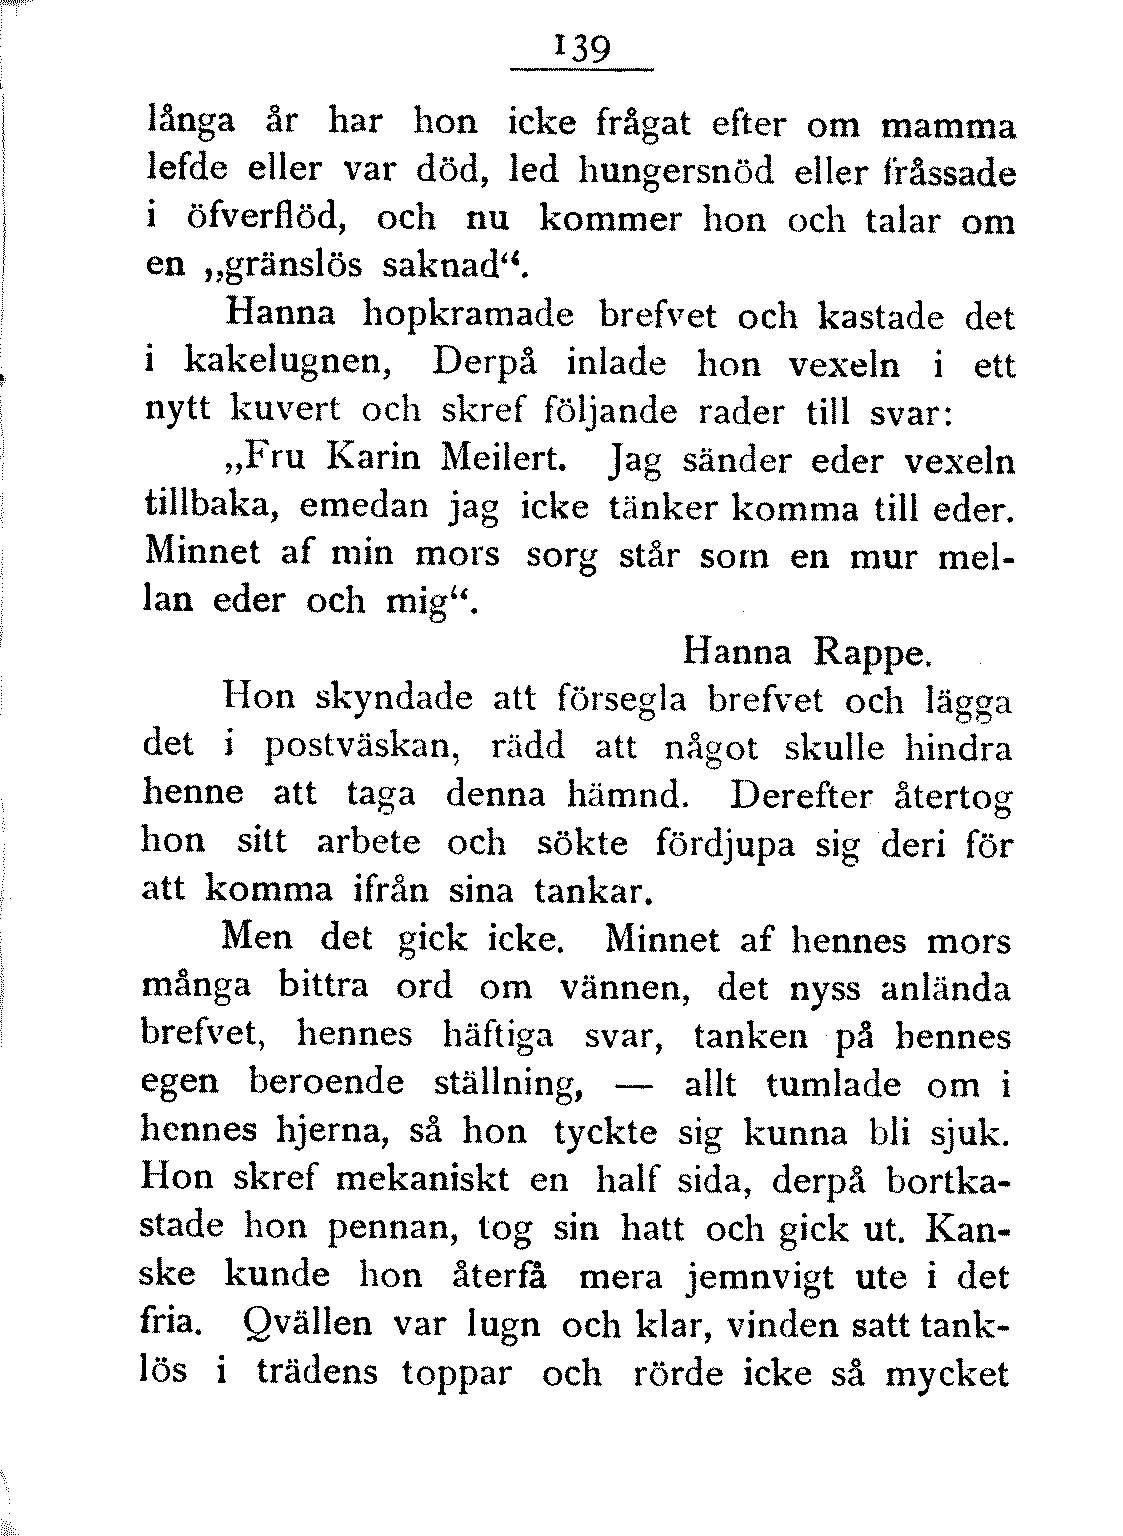 139
långa år har hon icke frågat efter om mamma
lefde eller var död, led hungersnöd eller fråssade
i öfverflöd, och nu kommer hon och talar om
en „gränslös saknad“.
Hanna hopkramade brefvet och kastade det
i kakelugnen, Derpå inlade hon vexeln i ett
nytt kuvert och skref följande rader till svar:
„Fru Karin Meilert. Jag sänder eder vexeln
tillbaka, emedan jag icke tänker komma till eder.
Minnet af min mors sorg står som en mur mel-
lan eder och mig“.
Hanna Rappe.
Hon skyndade att försegla brefvet och lägga
det i postväskan, rädd att något skulle hindra
henne att taga denna hämnd. Derefter återtog
hon sitt arbete och sökte fördjupa sig deri för
att komma ifrån sina tankar.
Men det gick icke. Minnet af hennes mors
många bittra ord om vännen, det nyss anlända
brefvet, hennes häftiga svar, tanken på hennes
egen beroende ställning, — allt tumlade om i
hennes hjerna, så hon tyckte sig kunna bli sjuk.
Hon skref mekaniskt en half sida, derpå bortka-
stade hon pennan, tog sin hatt och gick ut. Kan-
ske kunde hon återfå mera jemnvigt ute i det
fria. Qvällen var lugn och klar, vinden satt tank-
lös i trädens toppar och rörde icke så mycket